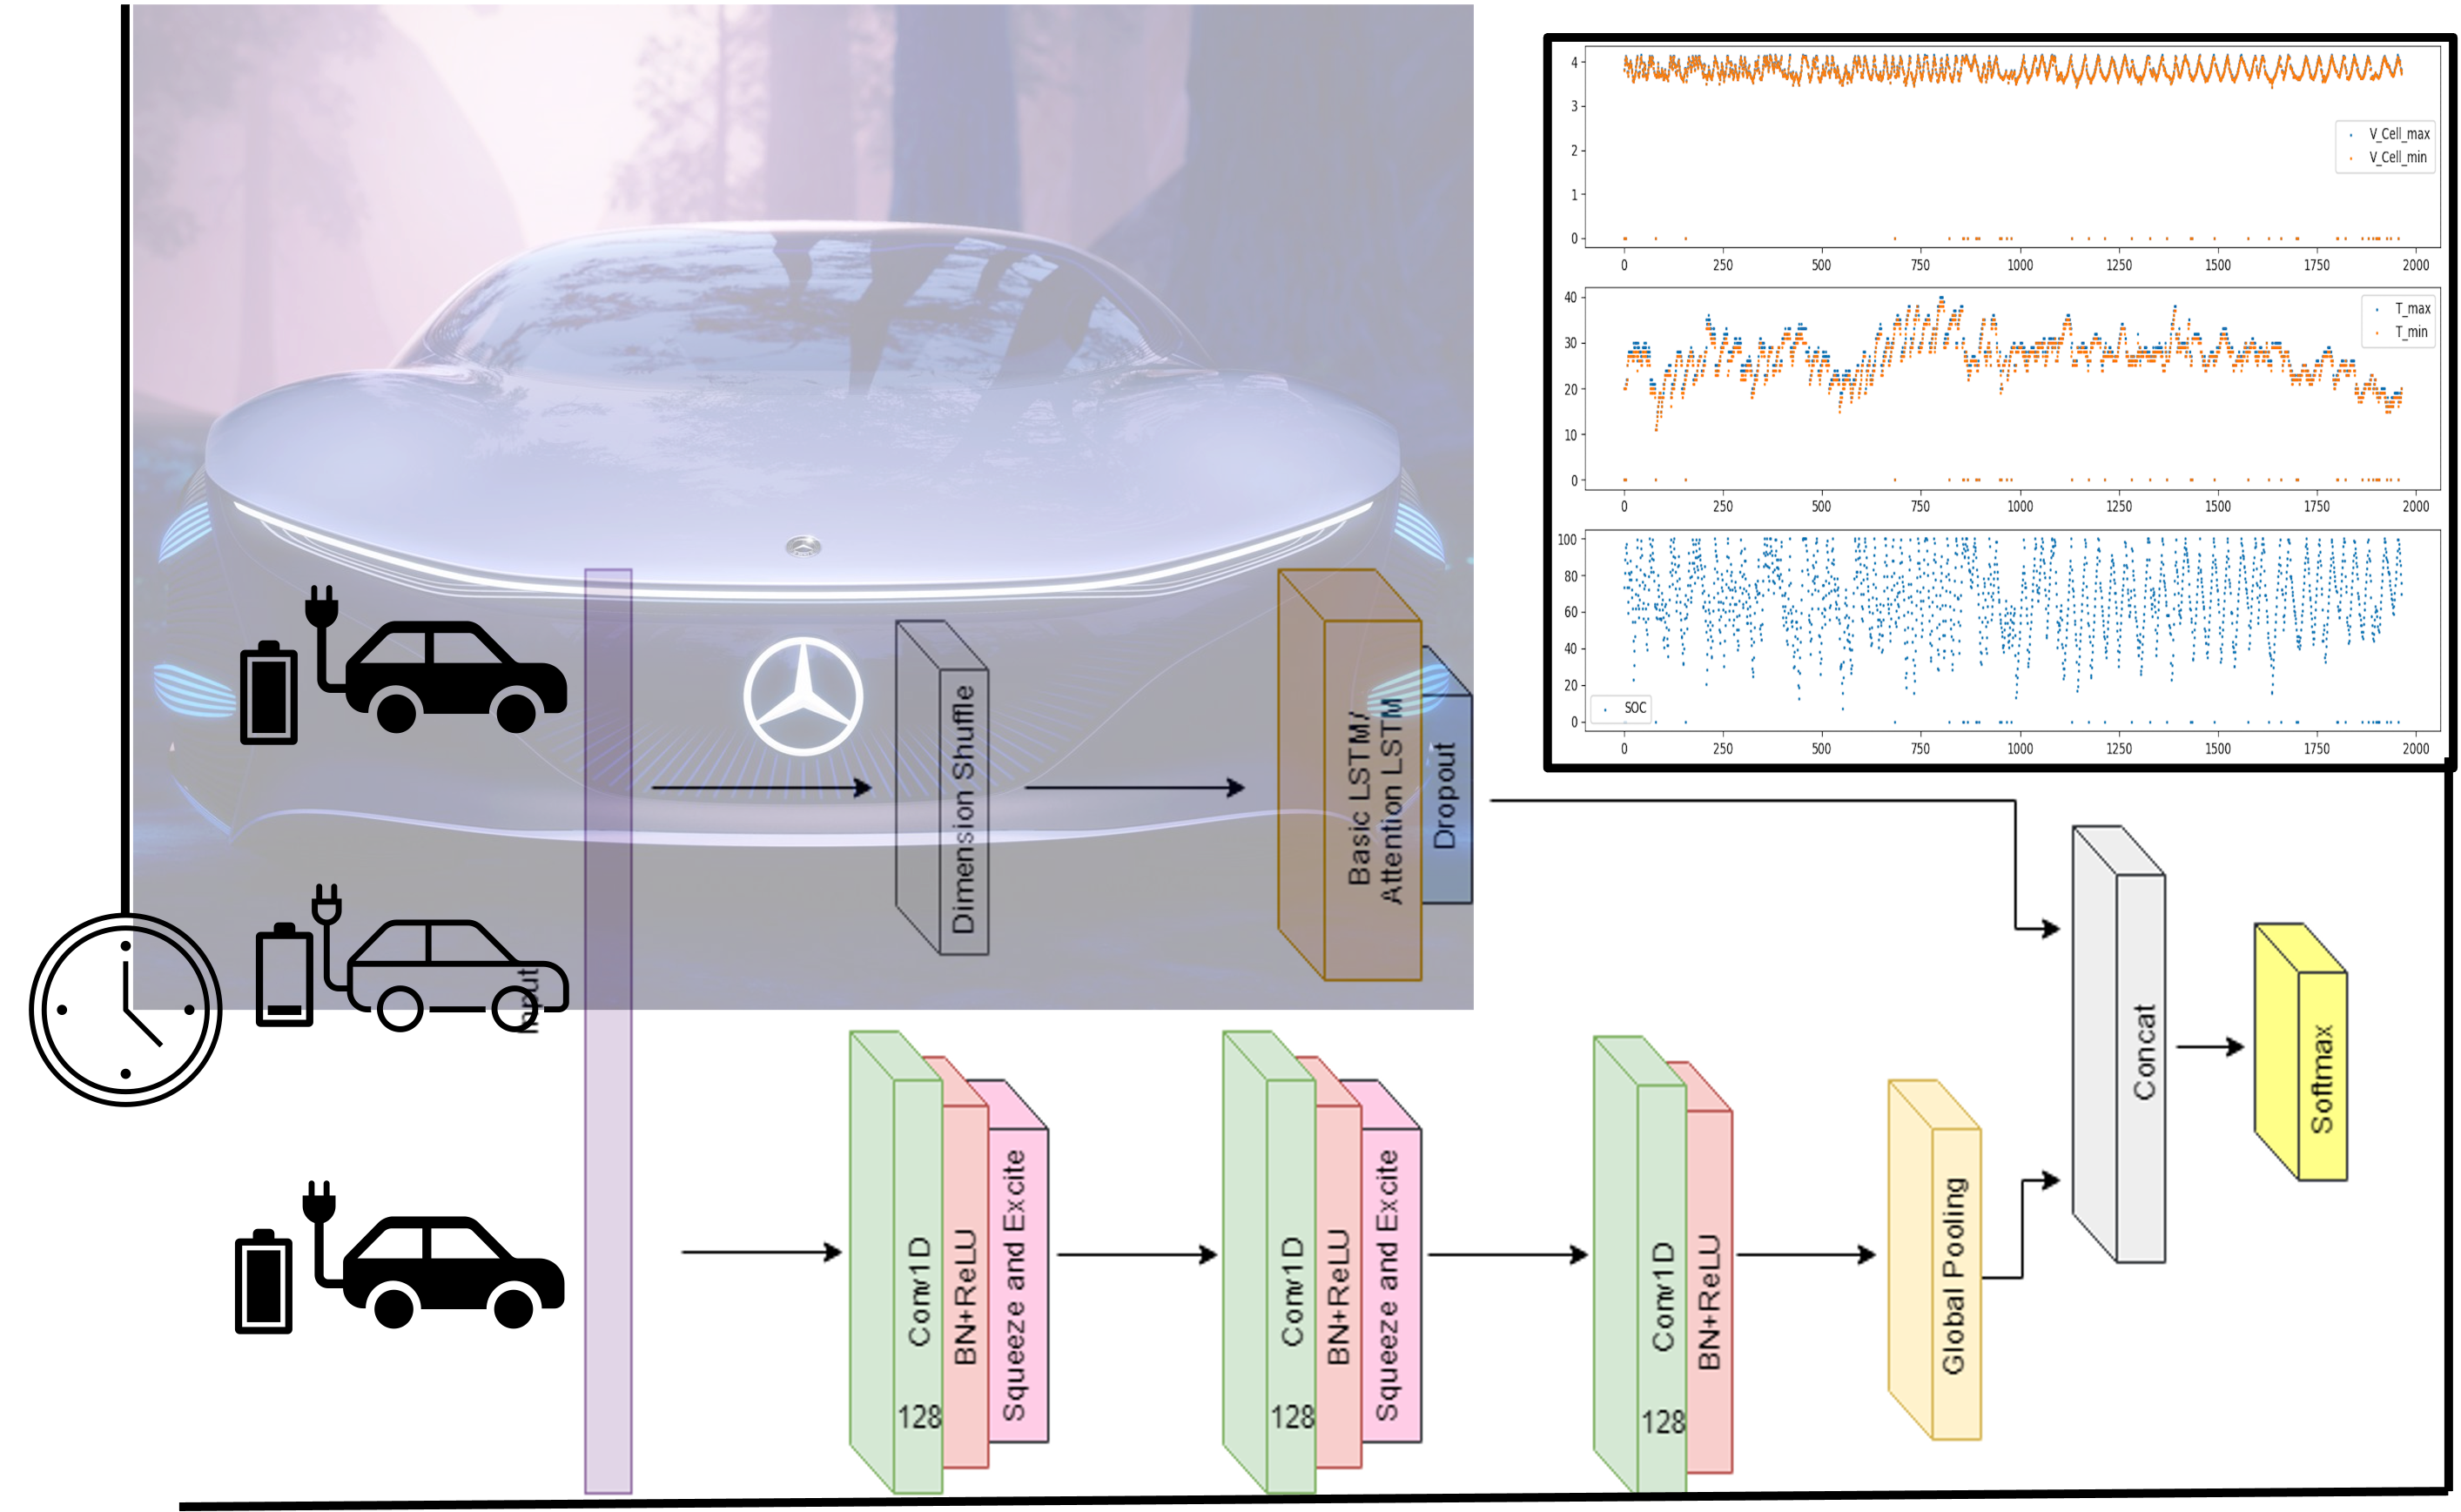 4
3
2
1
0
V_Cell_max
V_Cell_min
0 250 500 750 1000 1250 1500 1750 2000
40
30
20
10
0
T_max
T_min
0 250 500 750 1000 1250 1500 1750 2000
100
80
60
40
20
0
SOC
0 250 500 750 1000 1250 1500 1750 2000
Input
Dimension Shuffle
Basic LSTM/
Attention LSTM
Dropout
Conv1D
128
BN+ReLU
Squeeze and Excite
Conv1D
128
BN+ReLU
Squeeze and Excite
Conv1D
128
BN+ReLU
Global Pooling
Concat
Softmax